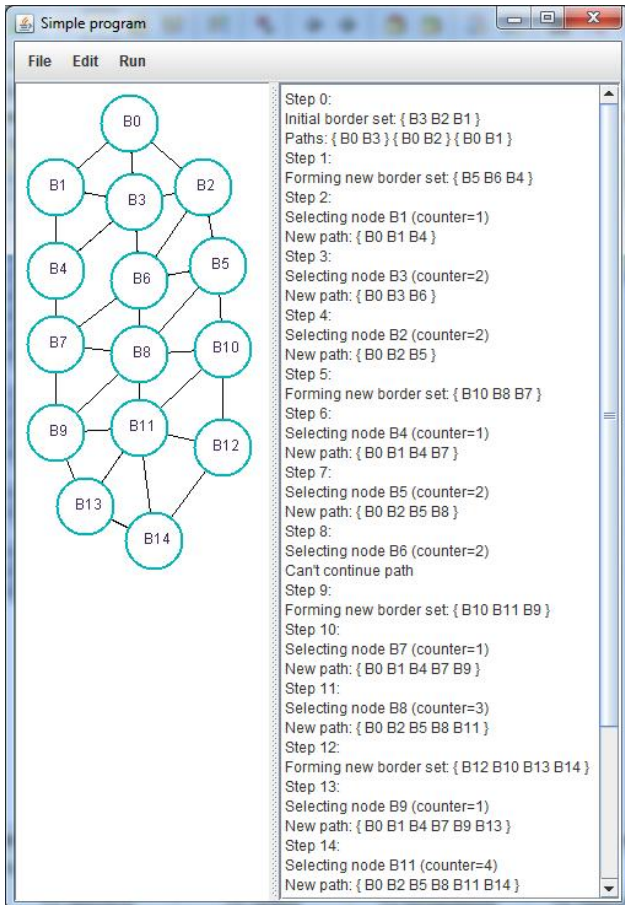 Simple program
File Edit Run
B0
B1
B2
B3
B4
B5
B6
B7
B8
B10
B9
B11
B12
B13
B14
Step 0:
Initial border set: { B3 B2 B1 }
Paths: { B0 B3 } { B0 B2 } { B0 B1 }
Step 1:
Forming new border set: { B5 B6 B4 }
Step 2:
Selecting node B1 (counter=1)
New path: { B0 B1 B4 }
Step 3:
Selecting node B3 (counter=2)
New path: { B0 B3 B6 }
Step 4:
Selecting node B2 (counter=2)
New path: { B0 B2 B5 }
Step 5:
Forming new border set: { B10 B8 B7 }
Step 6:
Selecting node B4 (counter=1)
New path: { B0 B1 B4 B7 }
Step 7:
Selecting node B5 (counter=2)
New path: { B0 B2 B5 B8 }
Step 8:
Selecting node B6 (counter=2)
Can't continue path
Step 9:
Forming new border set: { B10 B11 B9 }
Step 10:
Selecting node B7 (counter=1)
New path: { B0 B1 B4 B7 B9 }
Step 11:
Selecting node B8 (counter=3)
New path: { B0 B2 B5 B8 B11 }
Step 12:
Forming new border set: { B12 B10 B13 B14 }
Step 13:
Selecting node B9 (counter=1)
New path: { B0 B1 B4 B7 B9 B13 }
Step 14:
Selecting node B11 (counter=4)
New path: { B0 B2 B5 B8 B11 B14 }